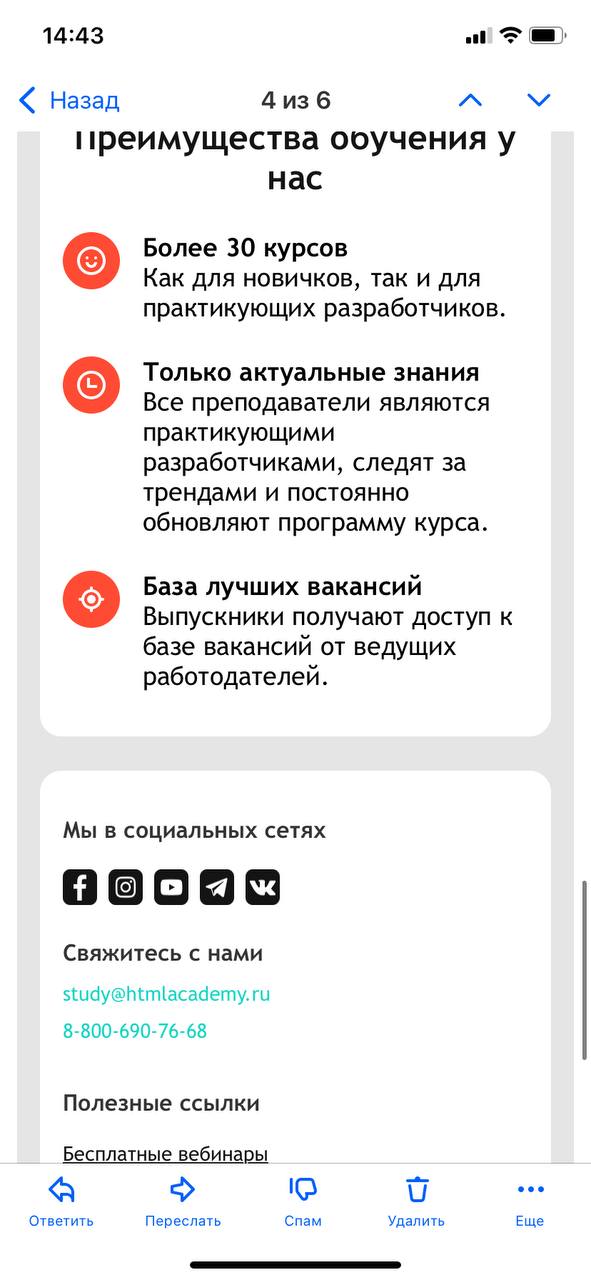 14:43
Назад
4 из 6
Преимущества обучения у
нас
Более 30 курсов
Как для новичков, так и для
практикующих разработчиков.
Только актуальные знания
Все преподаватели являются
практикующими
разработчиками, следят за
трендами и постоянно
обновляют программу курса.
База лучших вакансий
Выпускники получают доступ к
базе вакансий от ведущих
работодателей.
Мы в социальных сетях
Свяжитесь с нами
study@htmlacademy.ru
8-800-690-76-68
Полезные ссылки
Бесплатные вебинары
Ответить
Переслать
Спам
Удалить
Еще